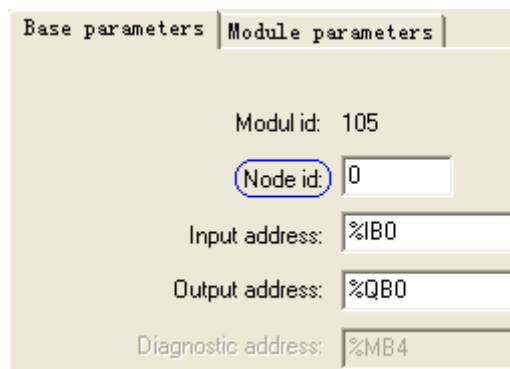 Base parameters Module parameters
Modul id: 105
Node id: 0
Input address: %IB0
Output address: %QB0
Diagnostic address: %MB4